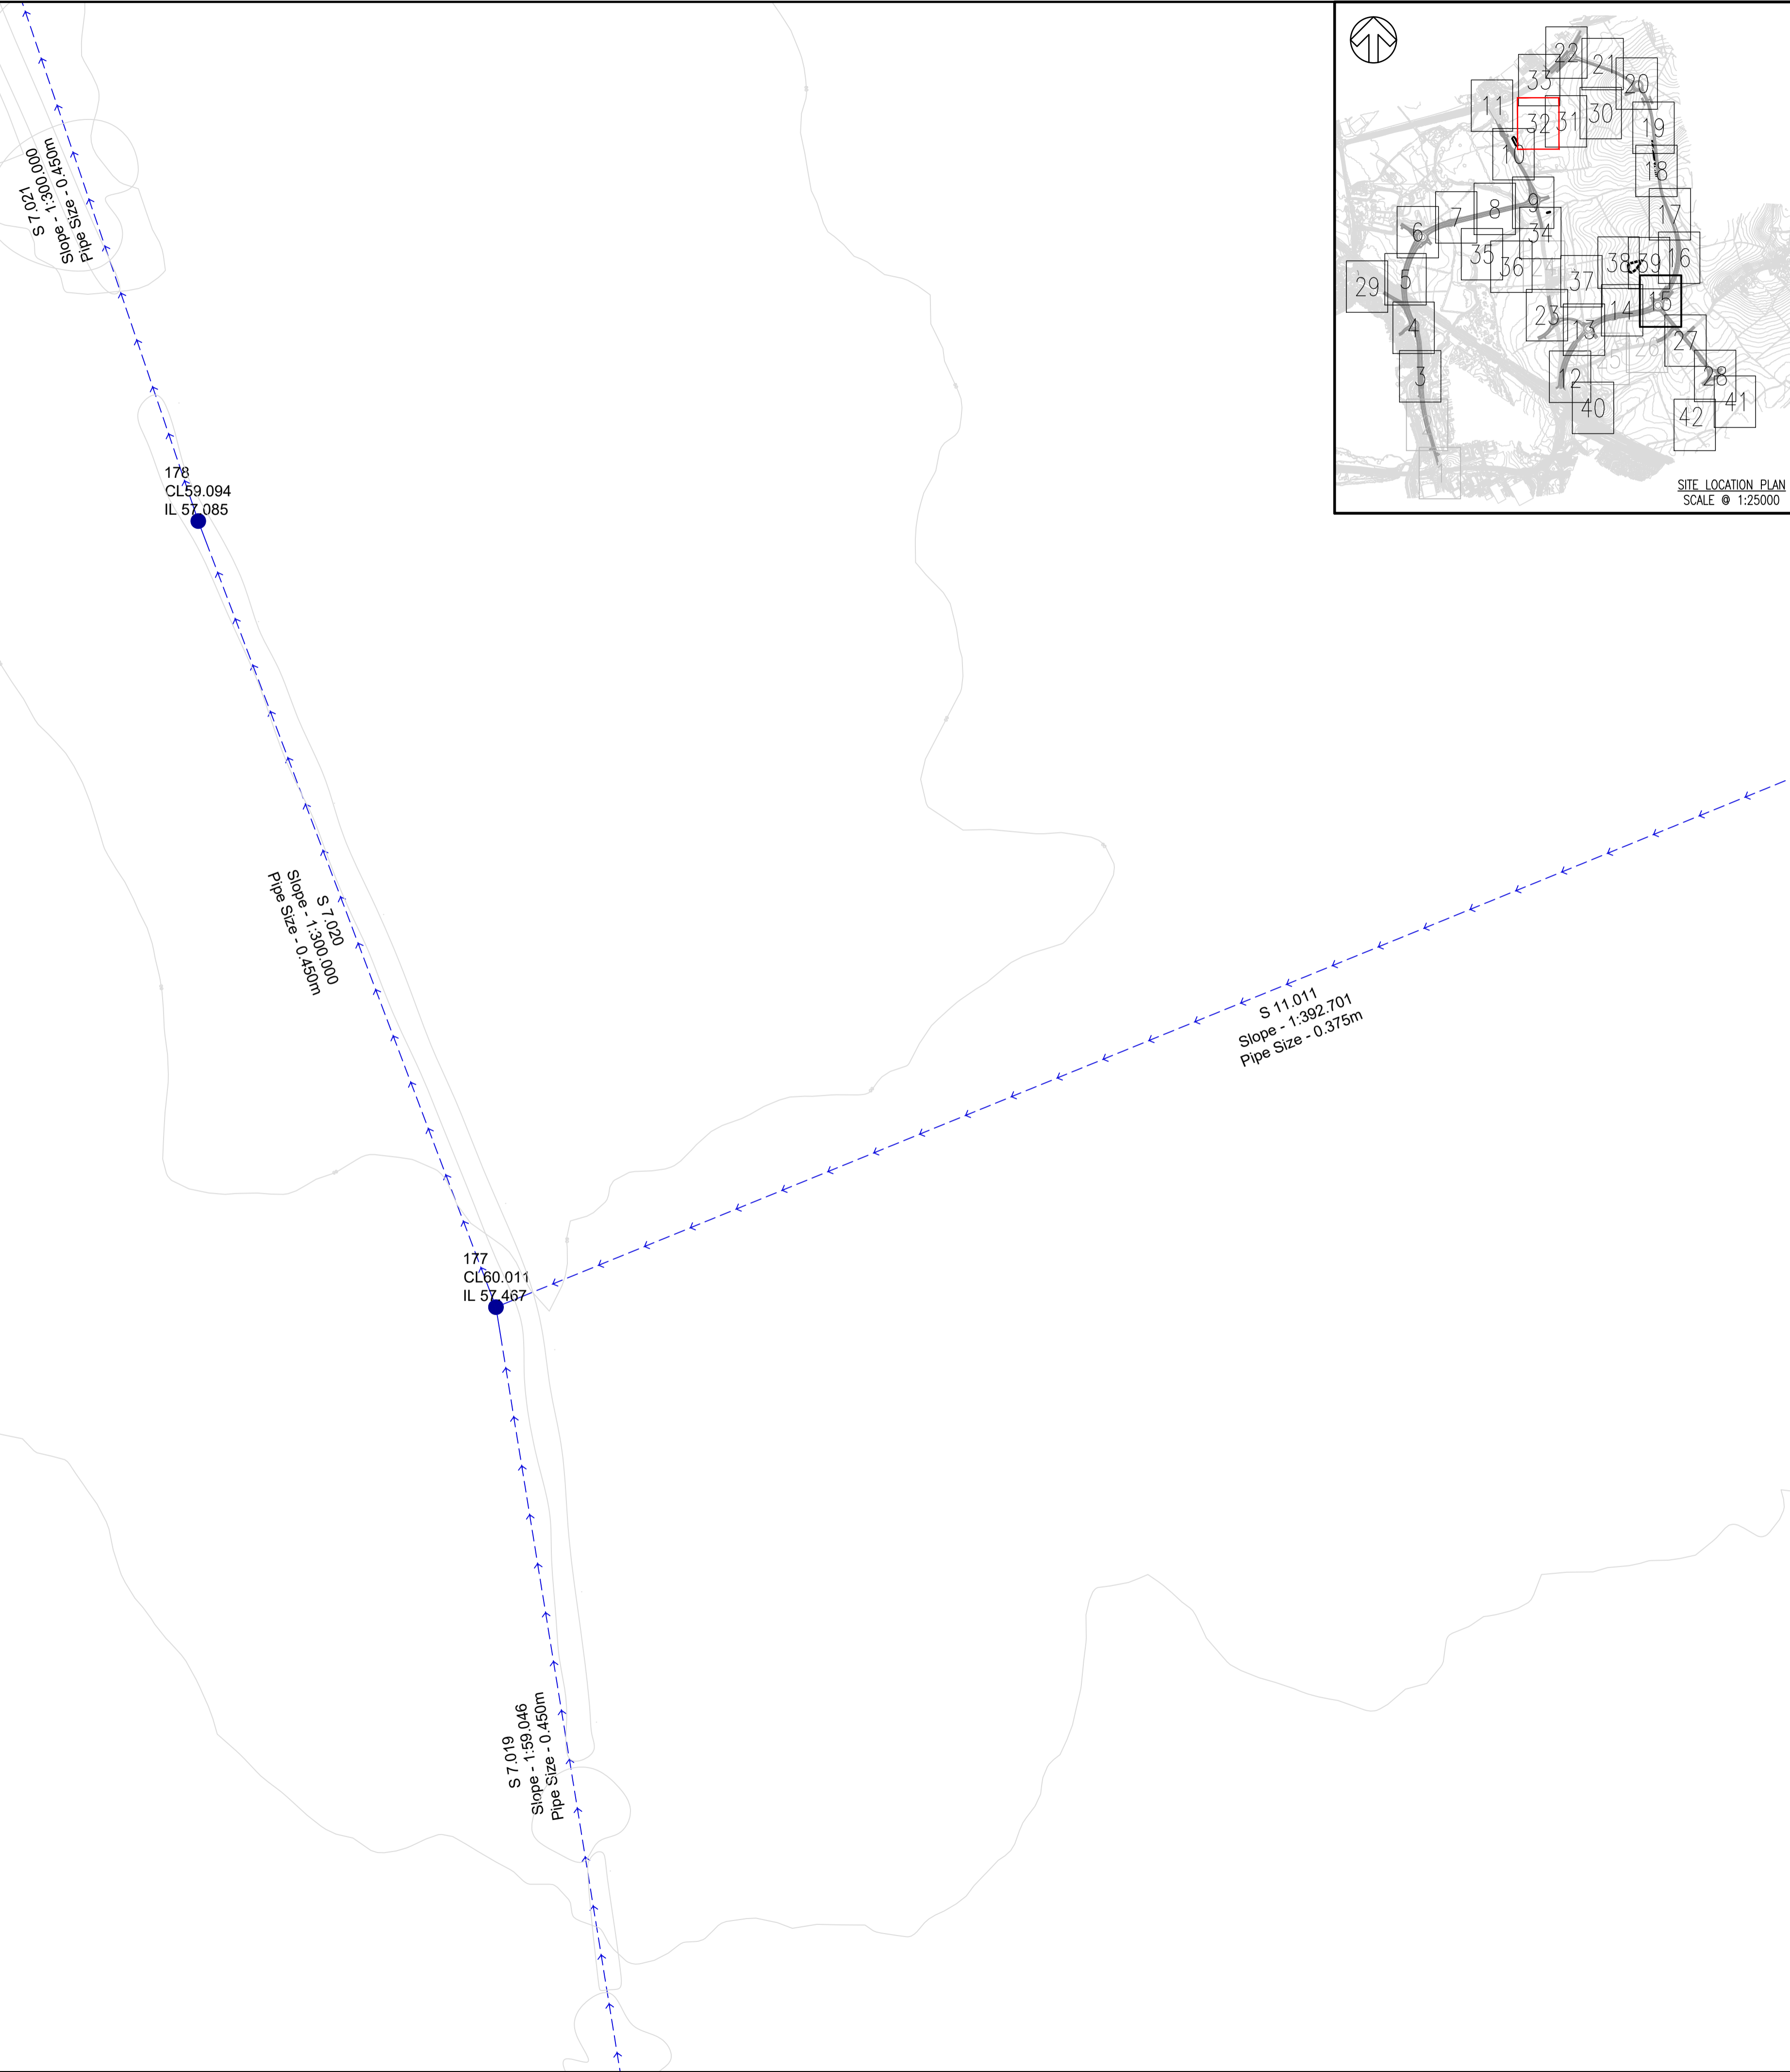 S 7.021
Slope - 1:300.000
Pipe Size - 0.450m
178
CL59.094
IL 57.085
S 7.020
Slope - 1:300.000
Pipe Size - 0.450m
S 11.011
Slope - 1:392.701
Pipe Size - 0.375m
177
CL60.011
IL 57.467
S 7.019
Slope - 1:59.046
Pipe Size - 0.450m
22
21
33
20
11
32
31
30
19
10
18
7
8
9
17
6
34
35
36
38
39
16
29
5
37
15
4
23
13
14
27
3
12
25
26
28
40
41
42
SITE LOCATION PLAN
SCALE @ 1:25000